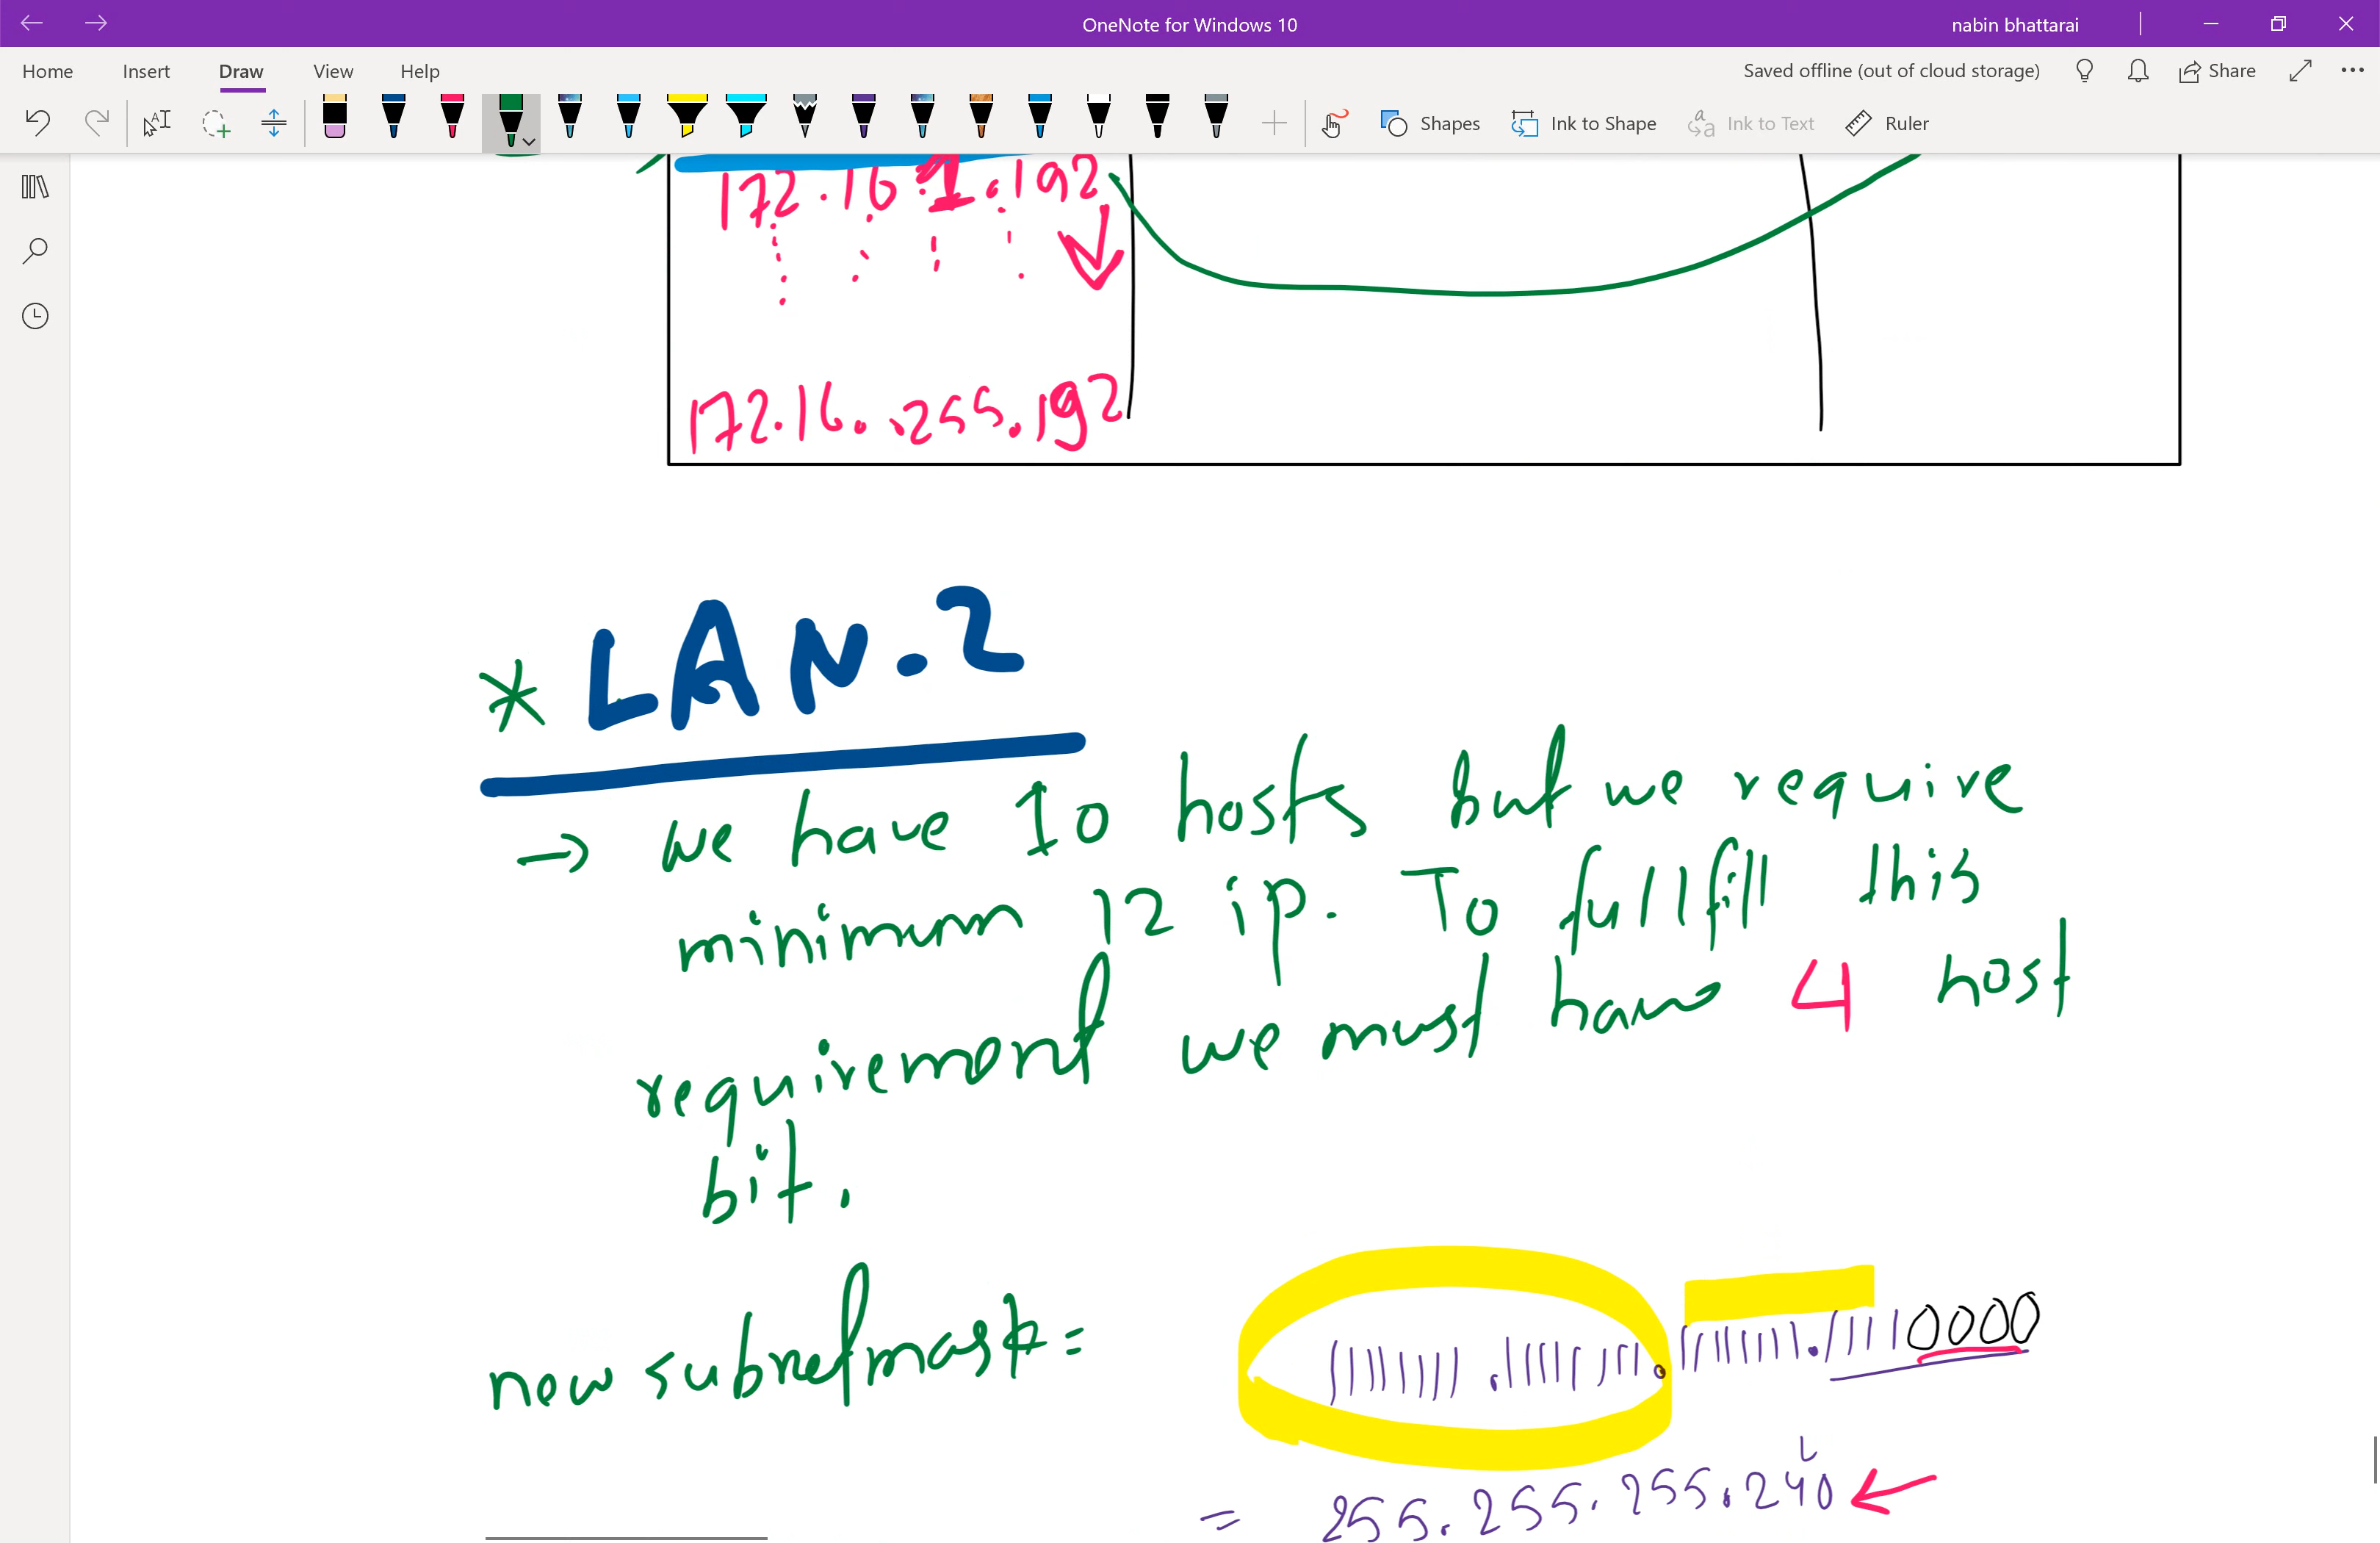 OneNote for Windows 10
nabin bhattarai
Home Insert Draw View Help
Saved offline (out of cloud storage)
Share
Shapes
Ink to Shape
Ink to Text
Ruler
172.16.1.192
172.16..255.192
* LAN.2
→ we have 10 hosts but we require
minimum 12 ip. To fullfill this
requirement we must have 4 host
bit.
new subnetmask =
11111111.11111111.11111111.11110000
= 255.255.255.240